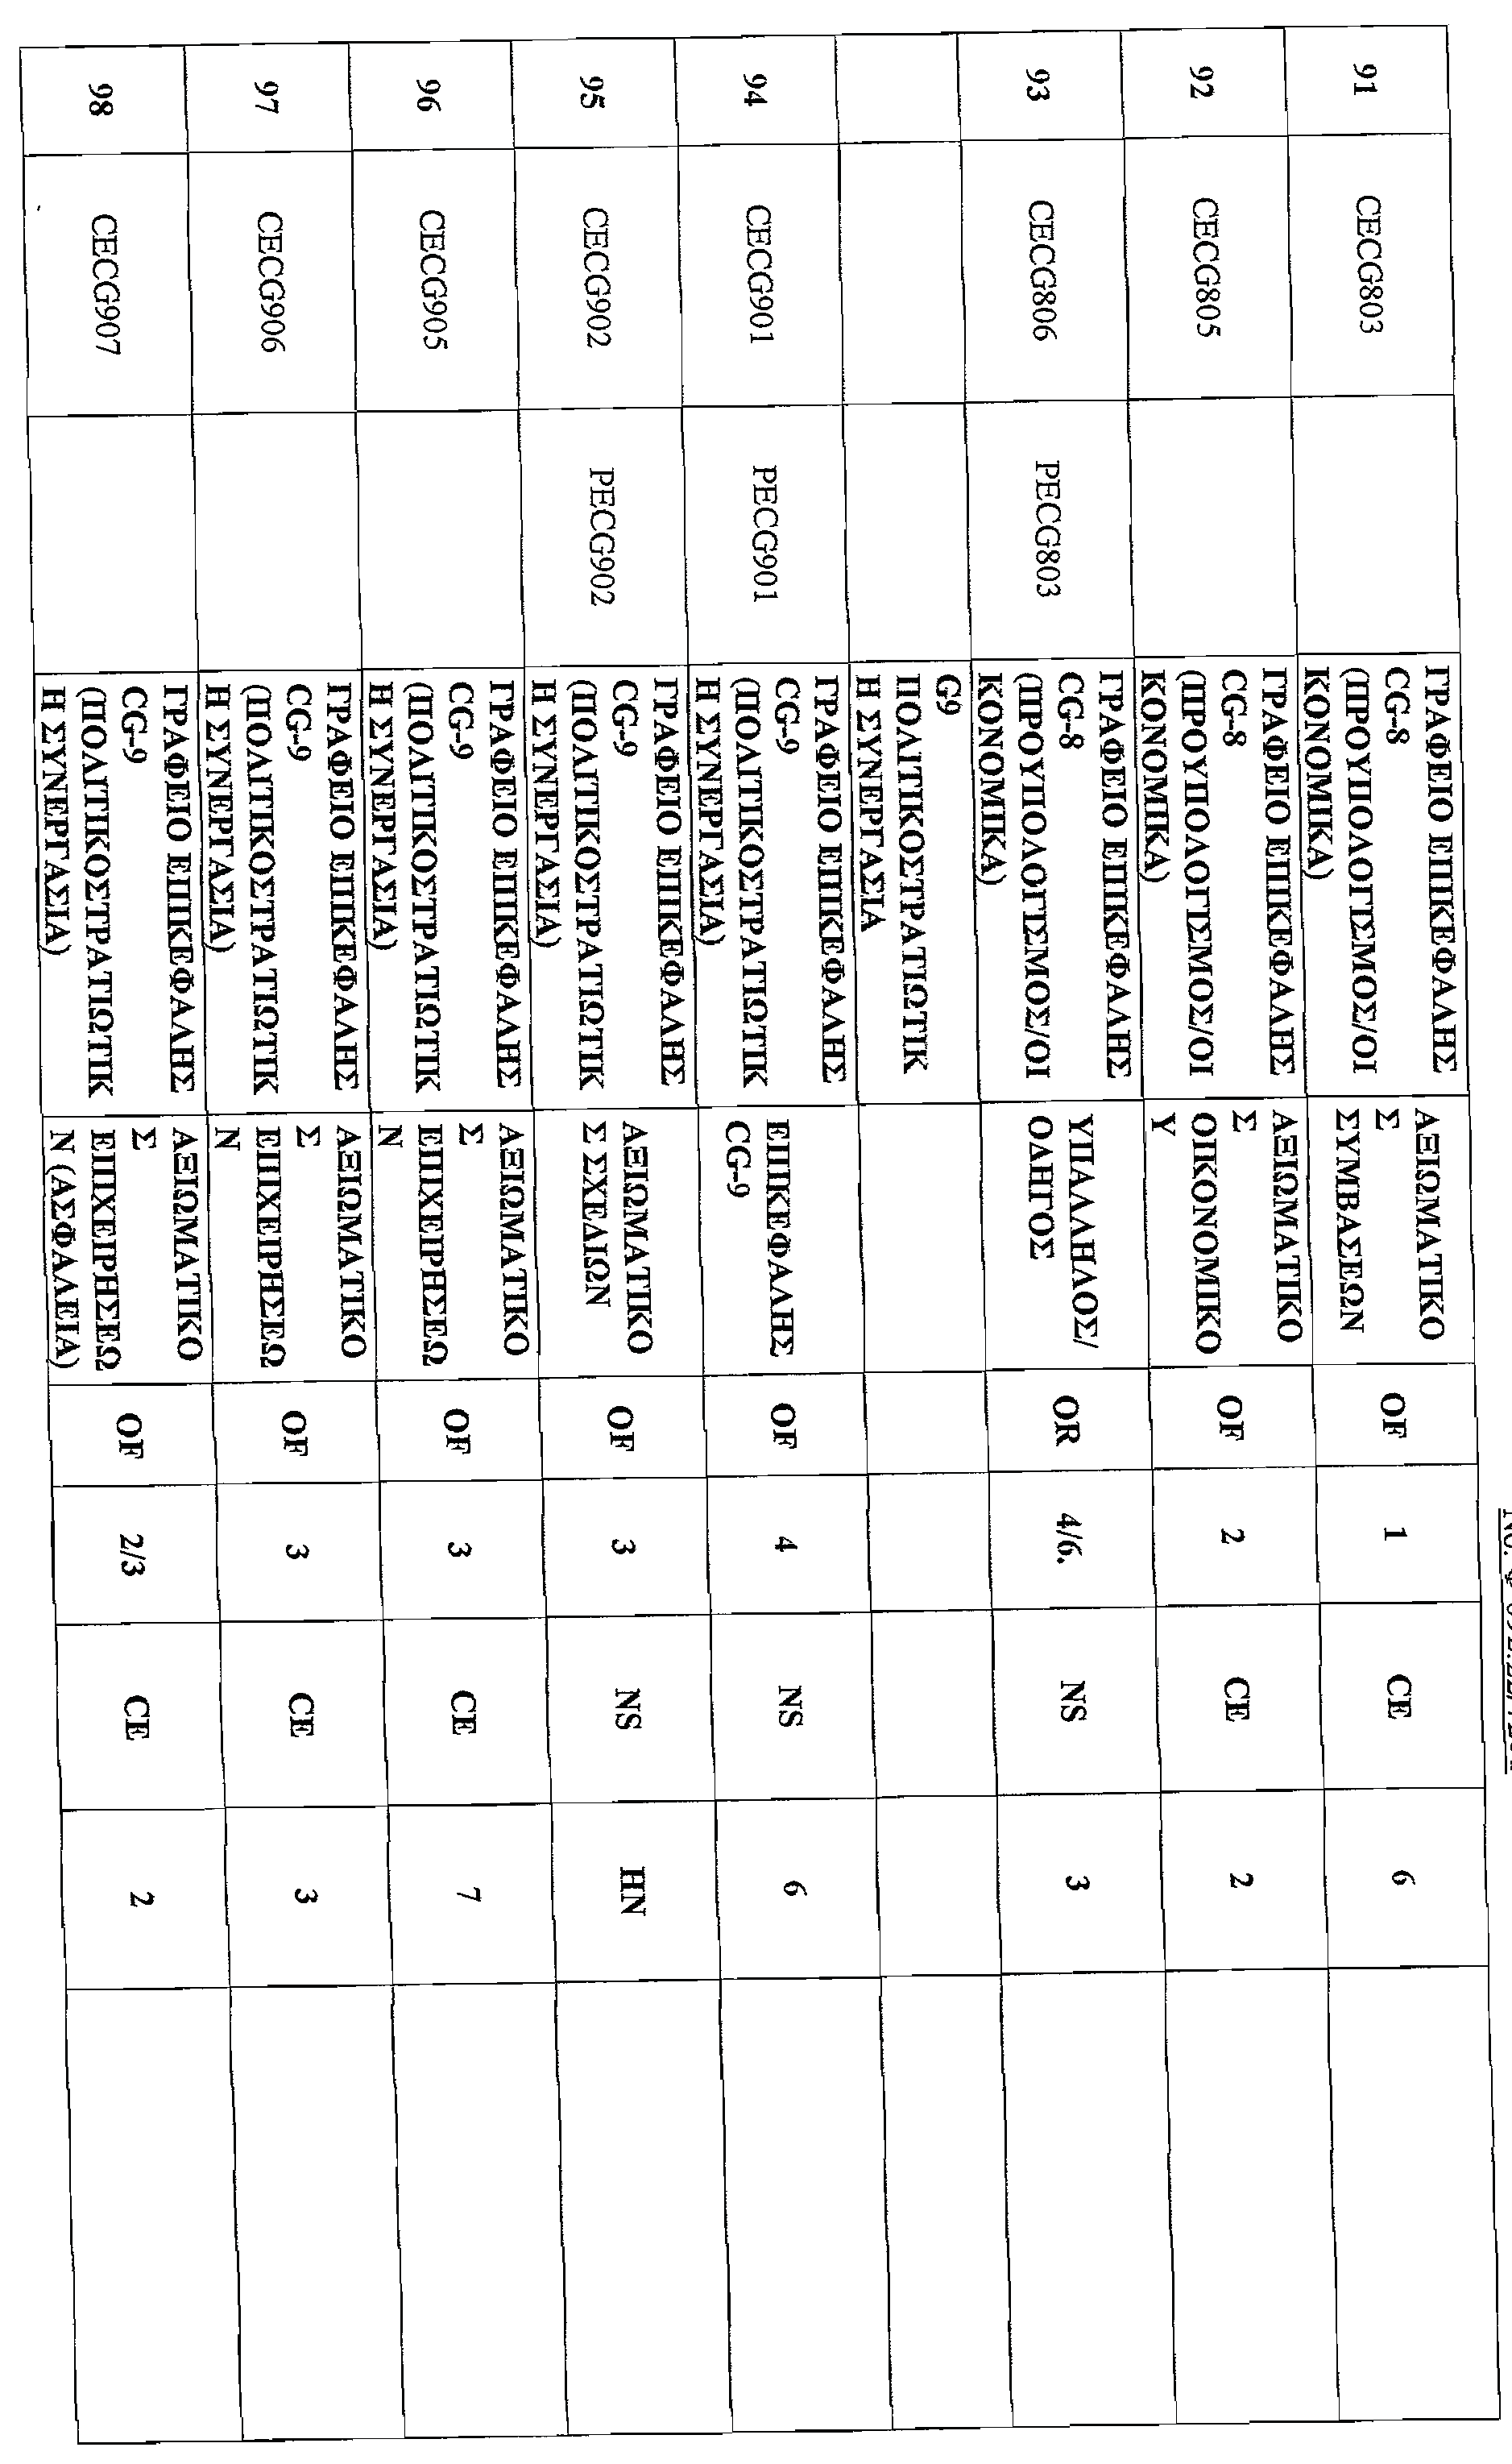 91 CECG803 ΓΡΑΦΕΙΟ ΕΠΙΚΕΦΑΛΗΣ
CG-8
(ΠΡΟΥΠΟΛΟΓΙΣΜΟΣ/ΟΙ
ΚΟΝΟΜΙΚΑ)
ΑΞΙΩΜΑΤΙΚΟ
Σ
ΣΥΜΒΑΣΕΩΝ
OF 1 CE 6
92 CECG805 ΓΡΑΦΕΙΟ ΕΠΙΚΕΦΑΛΗΣ
CG-8
(ΠΡΟΥΠΟΛΟΓΙΣΜΟΣ/ΟΙ
ΚΟΝΟΜΙΚΑ)
ΑΞΙΩΜΑΤΙΚΟ
Σ
ΟΙΚΟΝΟΜΙΚΟ
Υ
OF 2 CE 2
93 CECG806 PECG803 ΓΡΑΦΕΙΟ ΕΠΙΚΕΦΑΛΗΣ
CG-8
(ΠΡΟΥΠΟΛΟΓΙΣΜΟΣ/ΟΙ
ΚΟΝΟΜΙΚΑ)
ΥΠΑΛΛΗΛΟΣ/
ΟΔΗΓΟΣ
OR 4/6. NS 3
G9
ΠΟΛΙΤΙΚΟΣΤΡΑΤΙΩΤΙΚ
Η ΣΥΝΕΡΓΑΣΙΑ
94 CECG901 PECG901 ΓΡΑΦΕΙΟ ΕΠΙΚΕΦΑΛΗΣ
CG-9
(ΠΟΛΙΤΙΚΟΣΤΡΑΤΙΩΤΙΚ
Η ΣΥΝΕΡΓΑΣΙΑ)
ΕΠΙΚΕΦΑΛΗΣ
CG-9
OF 4 NS 6
95 CECG902 PECG902 ΓΡΑΦΕΙΟ ΕΠΙΚΕΦΑΛΗΣ
CG-9
(ΠΟΛΙΤΙΚΟΣΤΡΑΤΙΩΤΙΚ
Η ΣΥΝΕΡΓΑΣΙΑ)
ΑΞΙΩΜΑΤΙΚΟ
Σ ΣΧΕΔΙΩΝ
OF 3 NS HN
96 CECG905 ΓΡΑΦΕΙΟ ΕΠΙΚΕΦΑΛΗΣ
CG-9
(ΠΟΛΙΤΙΚΟΣΤΡΑΤΙΩΤΙΚ
Η ΣΥΝΕΡΓΑΣΙΑ)
ΑΞΙΩΜΑΤΙΚΟ
Σ
ΕΠΙΧΕΙΡΗΣΕΩ
Ν
OF 3 CE 7
97 CECG906 ΓΡΑΦΕΙΟ ΕΠΙΚΕΦΑΛΗΣ
CG-9
(ΠΟΛΙΤΙΚΟΣΤΡΑΤΙΩΤΙΚ
Η ΣΥΝΕΡΓΑΣΙΑ)
ΑΞΙΩΜΑΤΙΚΟ
Σ
ΕΠΙΧΕΙΡΗΣΕΩ
Ν
OF 3 CE 3
98 CECG907 ΓΡΑΦΕΙΟ ΕΠΙΚΕΦΑΛΗΣ
CG-9
(ΠΟΛΙΤΙΚΟΣΤΡΑΤΙΩΤΙΚ
Η ΣΥΝΕΡΓΑΣΙΑ)
ΑΞΙΩΜΑΤΙΚΟ
Σ
ΕΠΙΧΕΙΡΗΣΕΩ
Ν (ΑΣΦΑΛΕΙΑ)
OF 2/3 CE 2